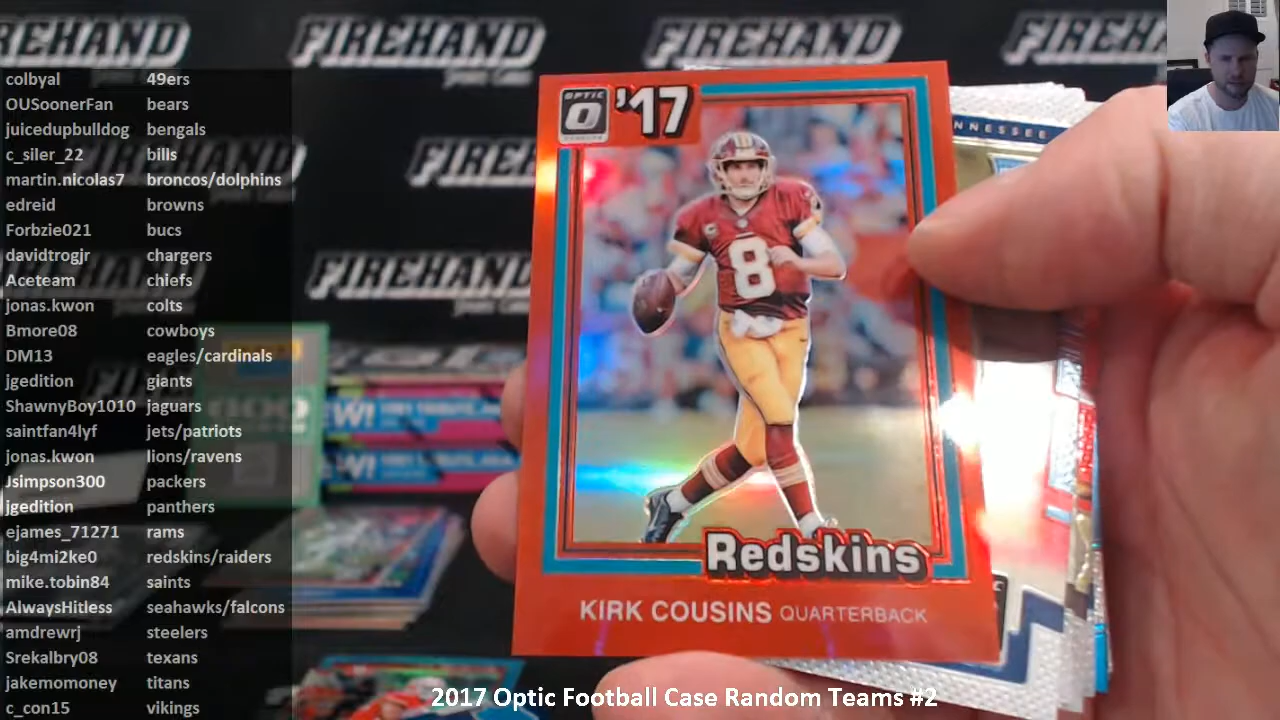 FIREHAND FIREHAND FIREHAND FIREHAND
colbyal 49ers
OUSoonerFan bears
juicedupbulldog bengals
c_siler_22 bills
martin.nicolas7 broncos/dolphins
edreid browns
Forbzie021 bucs
davidtrogjr chargers
Aceteam chiefs
jonas.kwon colts
Bmore08 cowboys
DM13 eagles/cardinals
jgedition giants
ShawnyBoy1010 jaguars
saintfan4lyf jets/patriots
jonas.kwon lions/ravens
Jsimpson300 packers
jgedition panthers
ejames_71271 rams
big4mi2ke0 redskins/raiders
mike.tobin84 saints
AlwaysHitless seahawks/falcons
amdrewrj steelers
Srekalbry08 texans
jakemomoney titans
c_con15 vikings
FIREHAND
FIREHAND
OPTIC
'17
NNESSEE
8
Redskins
KIRK COUSINS QUARTERBACK
2017 Optic Football Case Random Teams #2